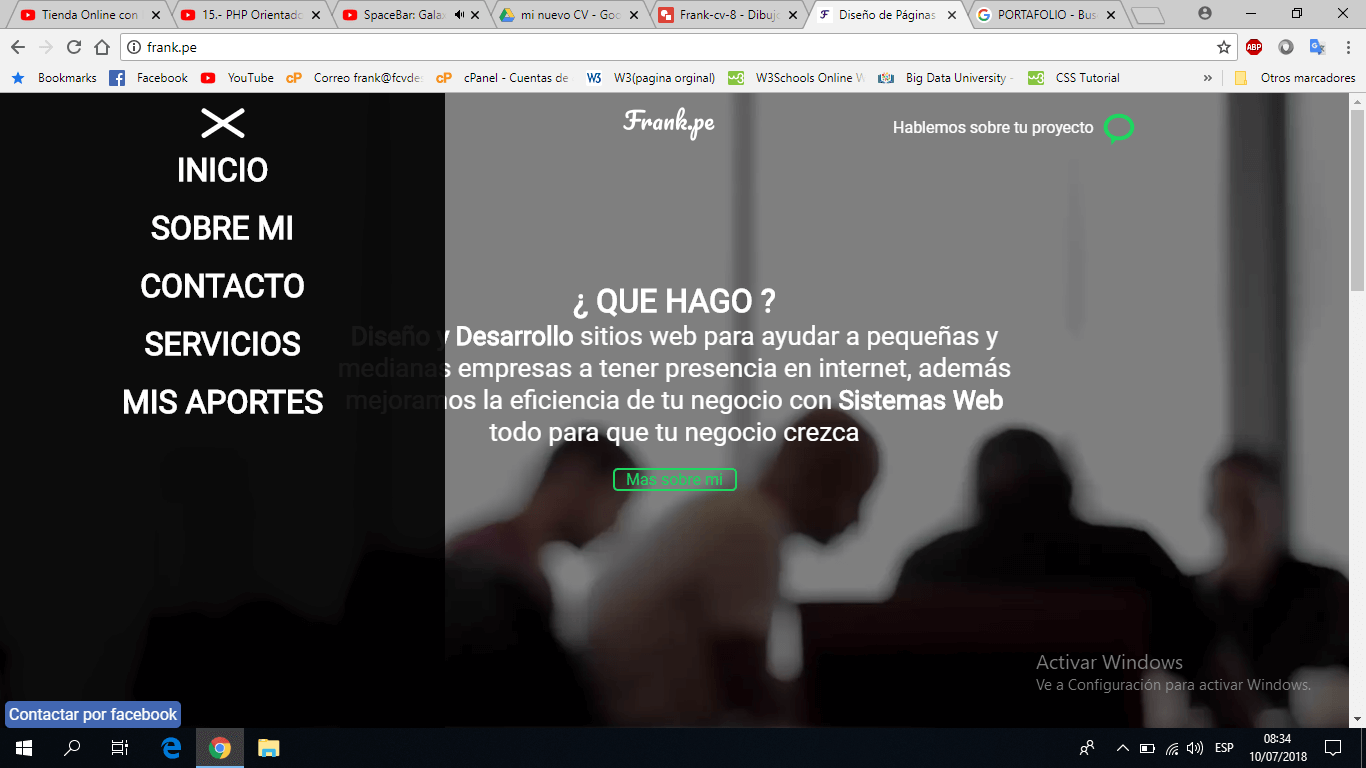 Tienda Online con
15.- PHP Orientado
SpaceBar: Gala
mi nuevo CV - Goo
Frank-cv-8 - Dibujo
Diseño de Páginas
PORTAFOLIO - Bus
frank.pe
Bookmarks
Facebook
YouTube
Correo frank@fcvdes
cPanel - Cuentas de
W3(pagina orginal)
W3Schools Online W
Big Data University -
CSS Tutorial
»
Otros marcadores
INICIO
SOBRE MI
CONTACTO
SERVICIOS
MIS APORTES
Frank.pe
Hablemos sobre tu proyecto
¿ QUE HAGO ?
Diseño y Desarrollo sitios web para ayudar a pequeñas y
medianas empresas a tener presencia en internet, además
mejoramos la eficiencia de tu negocio con Sistemas Web
todo para que tu negocio crezca
Mas sobre mi
Activar Windows
Ve a Configuración para activar Windows.
Contactar por facebook
ESP
08:34
10/07/2018